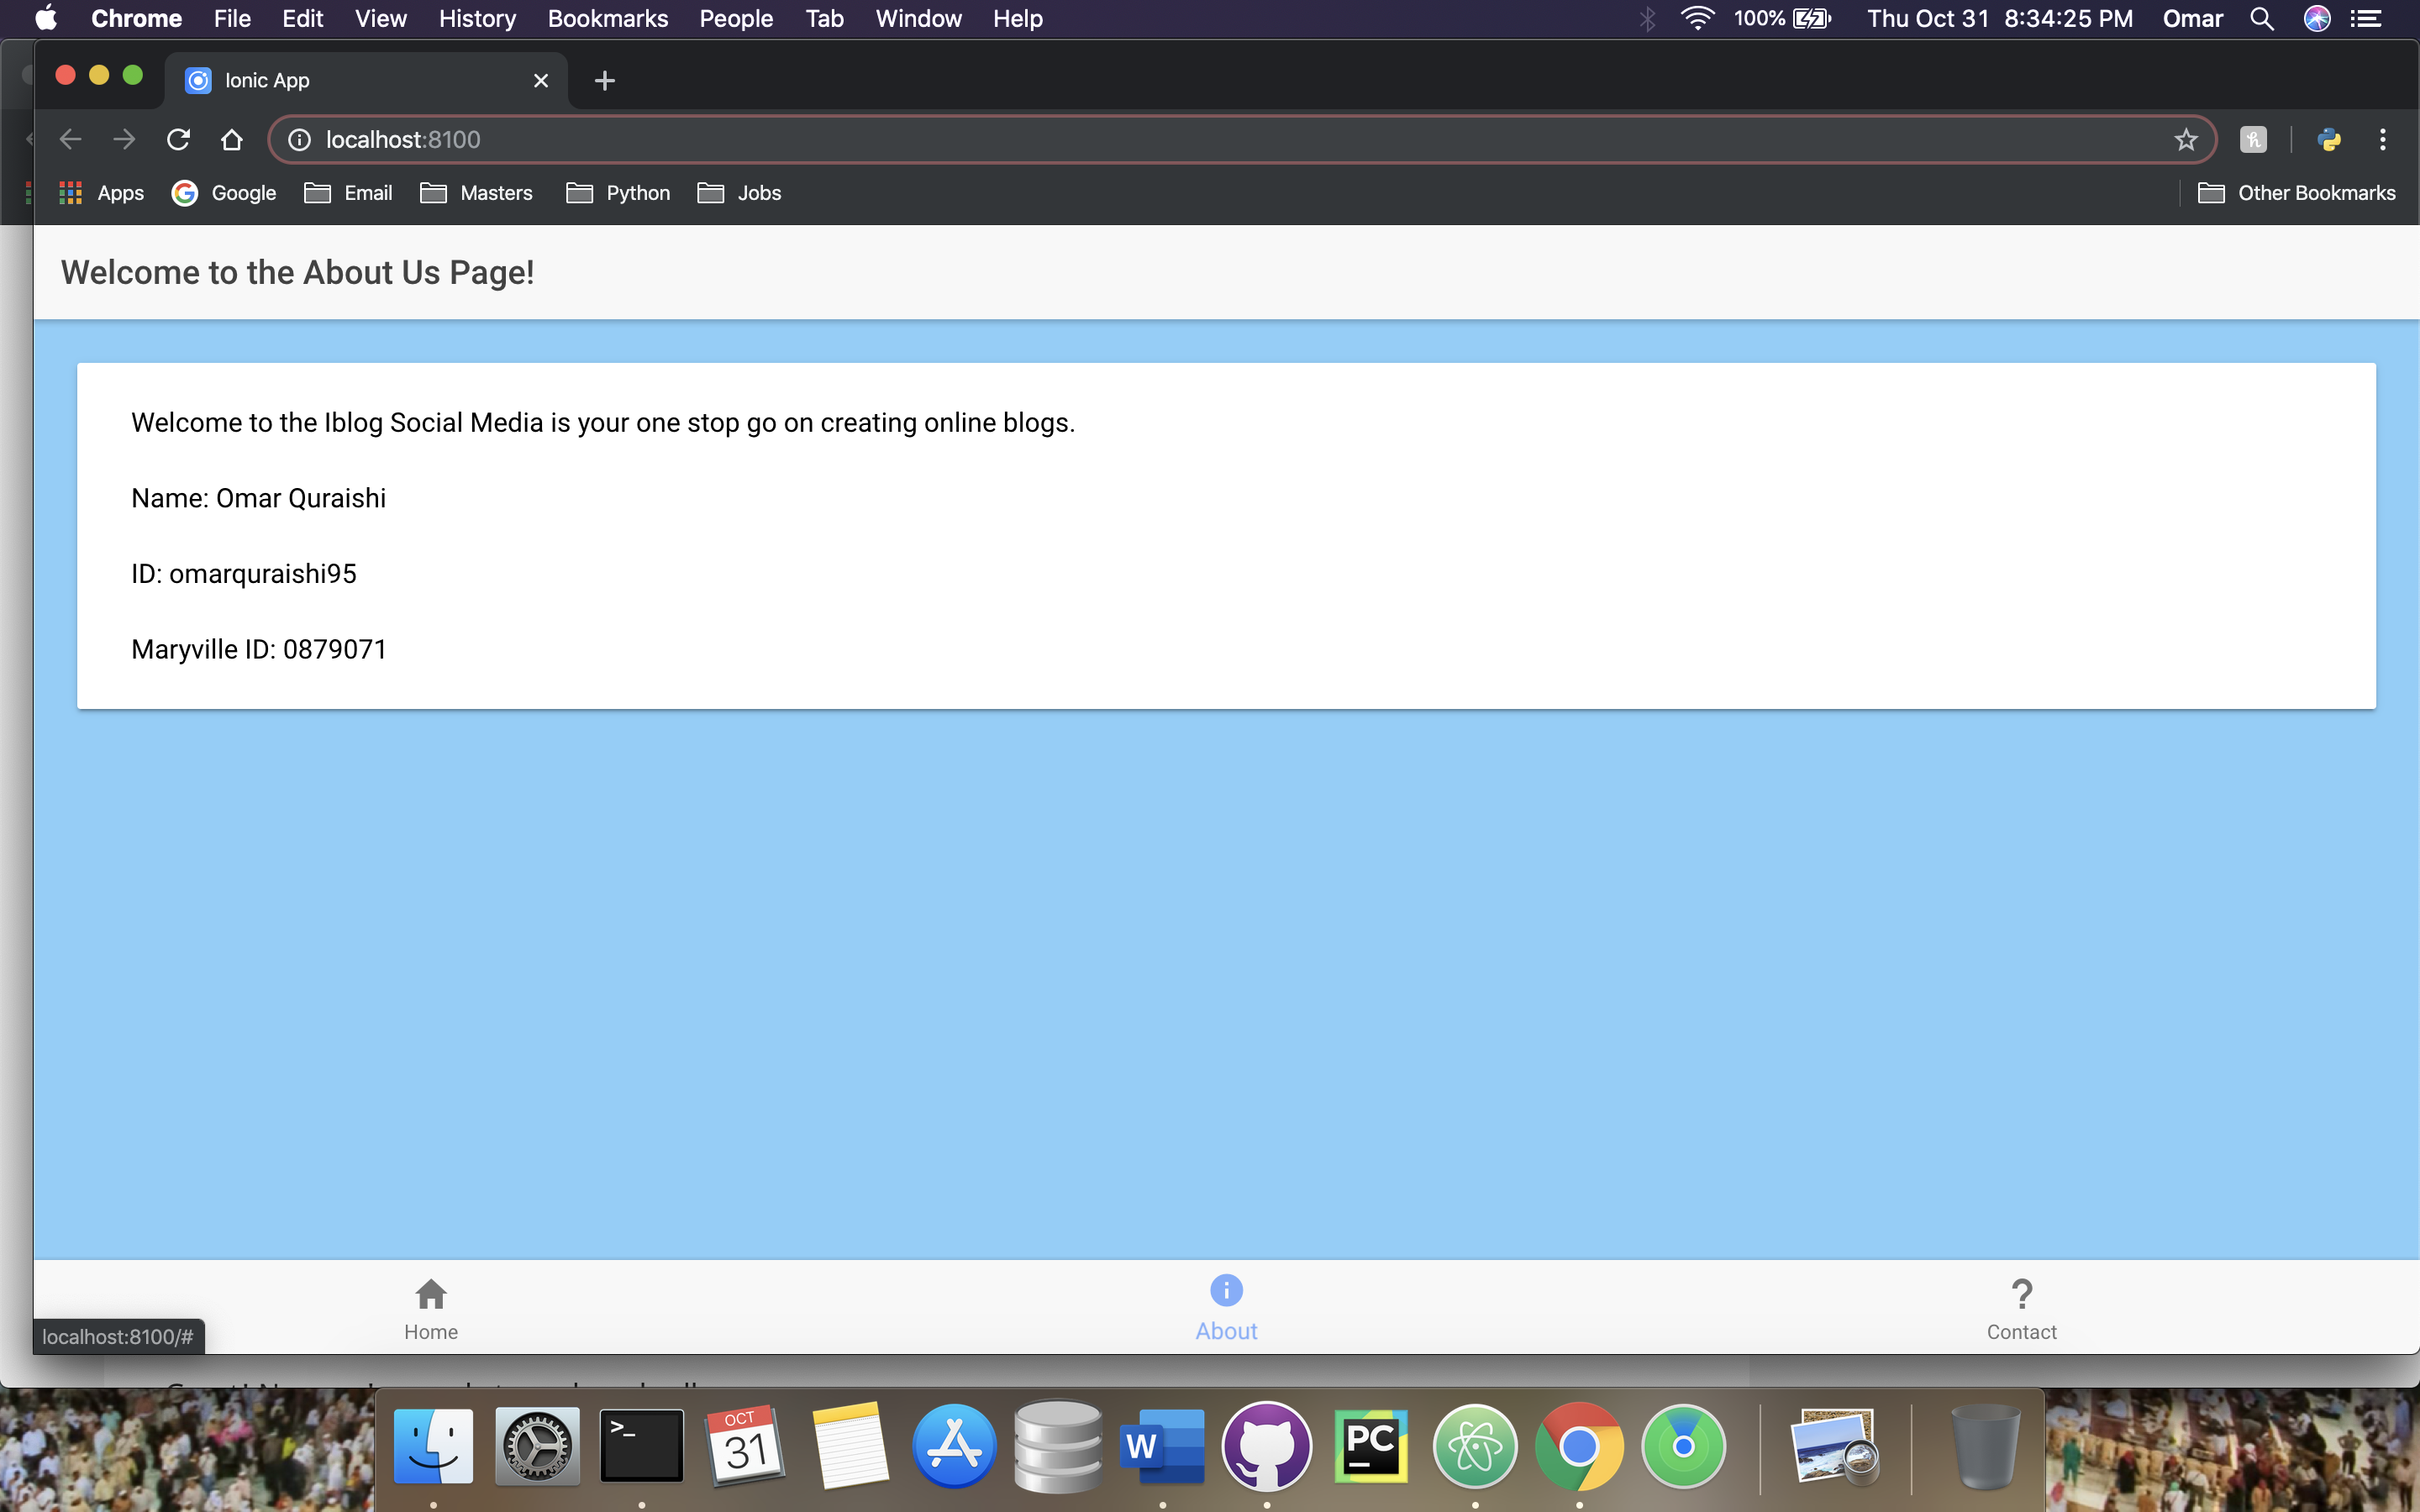 Chrome File Edit View History Bookmarks People Tab Window Help 100% Thu Oct 31 8:34:25 PM Omar
Ionic App
localhost:8100
Apps Google Email Masters Python Jobs Other Bookmarks
Welcome to the About Us Page!
Welcome to the Iblog Social Media is your one stop go on creating online blogs.
Name: Omar Quraishi
ID: omarquraishi95
Maryville ID: 0879071
Home About Contact
localhost:8100/#
OCT
31
W
PC